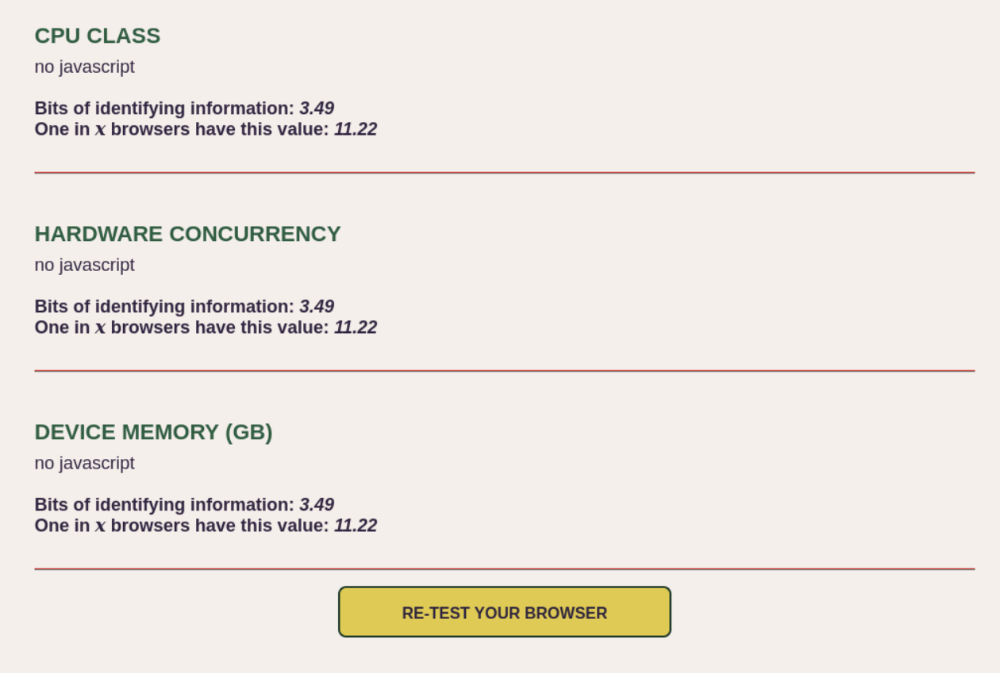 CPU CLASS
no javascript
Bits of identifying information: 3.49
One in x browsers have this value: 11.22
HARDWARE CONCURRENCY
no javascript
Bits of identifying information: 3.49
One in x browsers have this value: 11.22
DEVICE MEMORY (GB)
no javascript
Bits of identifying information: 3.49
One in x browsers have this value: 11.22
RE-TEST YOUR BROWSER